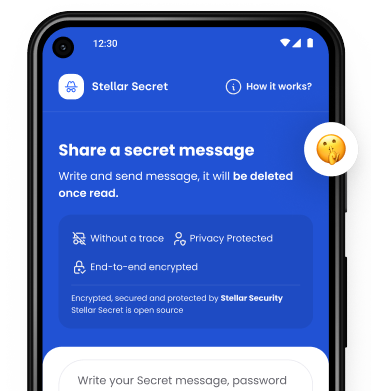 12:30
Stellar Secret
How it works?
Share a secret message
Write and send message, it will be deleted
once read.
Without a trace
Privacy Protected
End-to-end encrypted
Encrypted, secured and protected by Stellar Security
Stellar Secret is open source
Write your Secret message, password